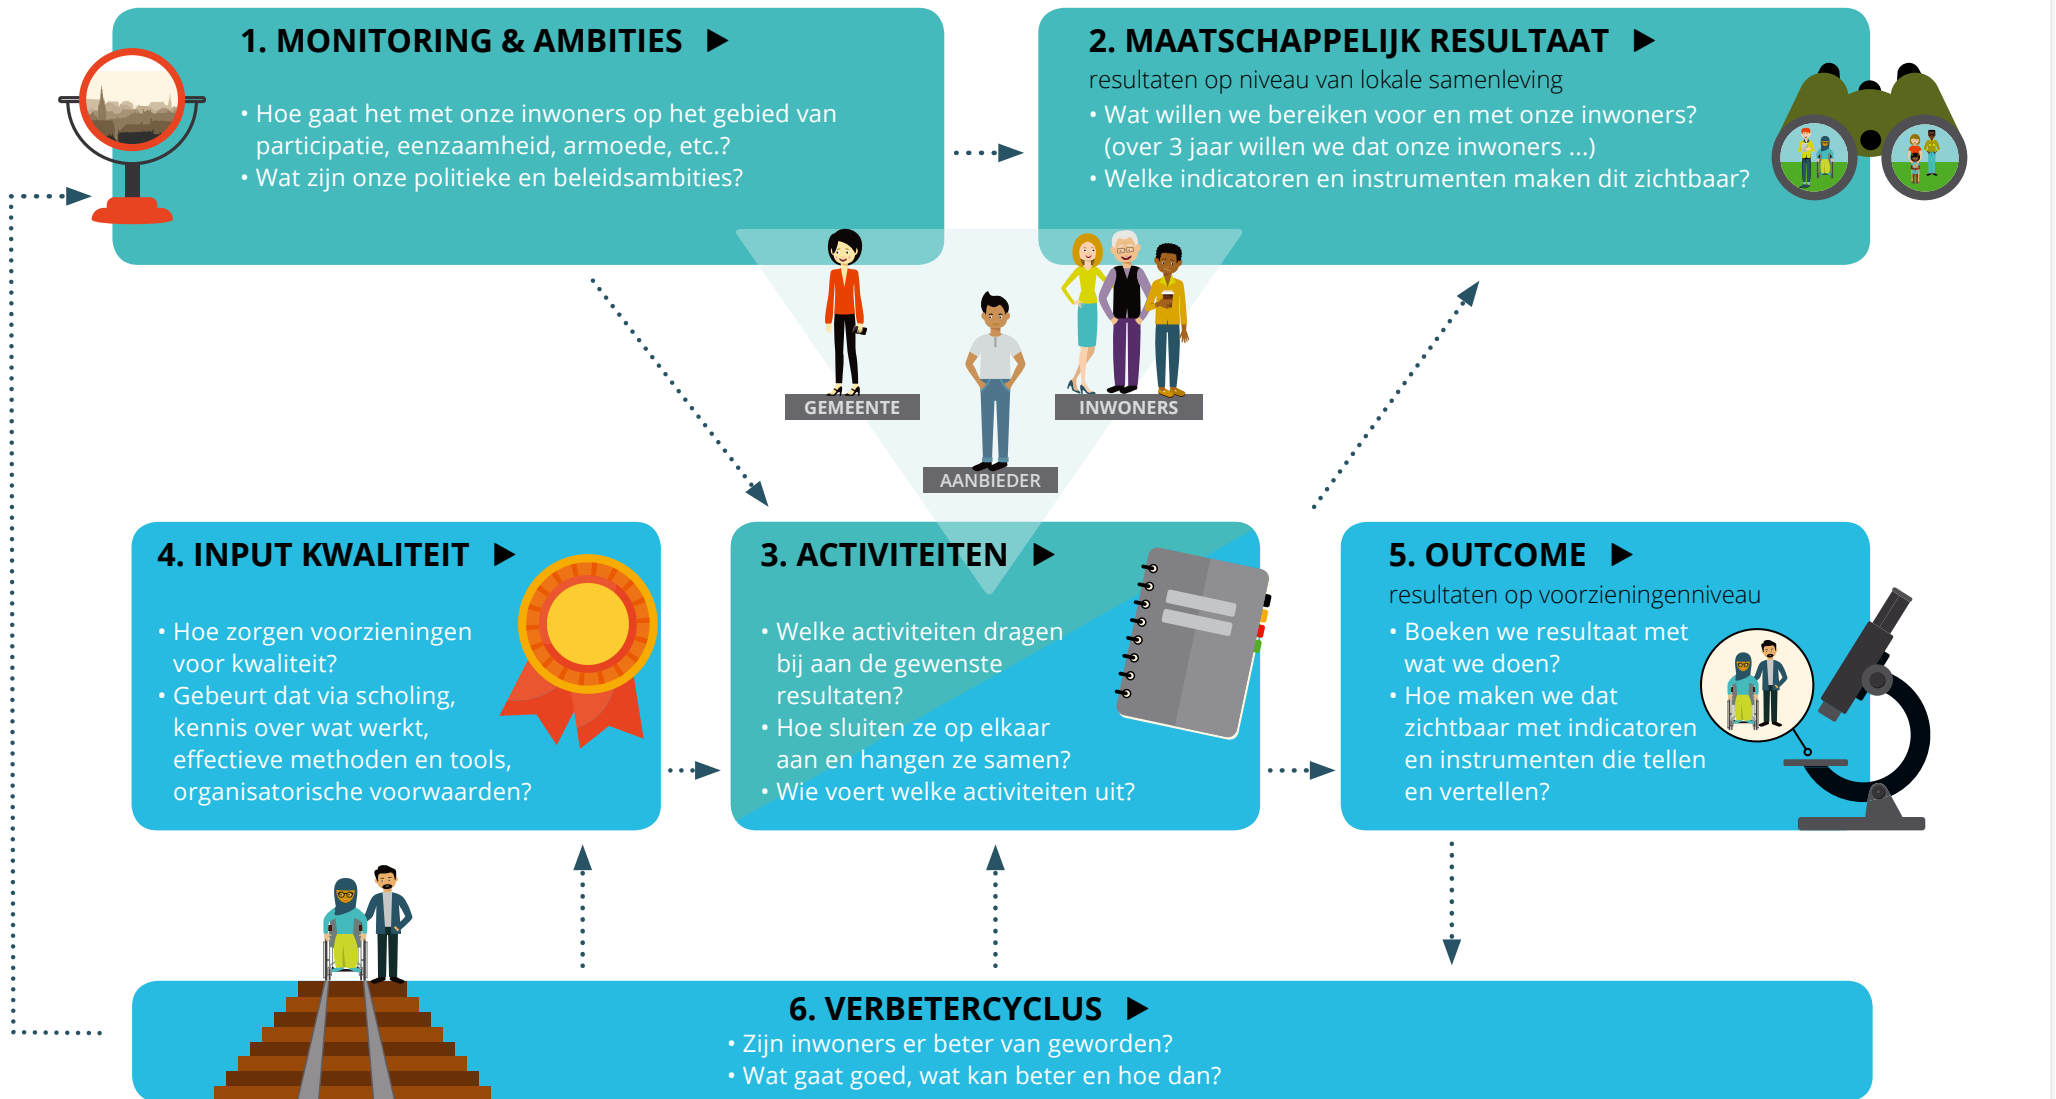 1. MONITORING & AMBITIES ►
• Hoe gaat het met onze inwoners op het gebied van
participatie, eenzaamheid, armoede, etc.?
• Wat zijn onze politieke en beleidsambities?
2. MAATSCHAPPELIJK RESULTAAT ►
resultaten op niveau van lokale samenleving
• Wat willen we bereiken voor en met onze inwoners?
(over 3 jaar willen we dat onze inwoners ...)
• Welke indicatoren en instrumenten maken dit zichtbaar?
GEMEENTE
INWONERS
AANBIEDER
4. INPUT KWALITEIT ►
• Hoe zorgen voorzieningen
voor kwaliteit?
• Gebeurt dat via scholing,
kennis over wat werkt,
effectieve methoden en tools,
organisatorische voorwaarden?
3. ACTIVITEITEN ►
• Welke activiteiten dragen
bij aan de gewenste
resultaten?
• Hoe sluiten ze op elkaar
aan en hangen ze samen?
• Wie voert welke activiteiten uit?
5. OUTCOME ►
resultaten op voorzieningenniveau
• Boeken we resultaat met
wat we doen?
• Hoe maken we dat
zichtbaar met indicatoren
en instrumenten die tellen
en vertellen?
6. VERBETERCYCLUS ►
• Zijn inwoners er beter van geworden?
• Wat gaat goed, wat kan beter en hoe dan?